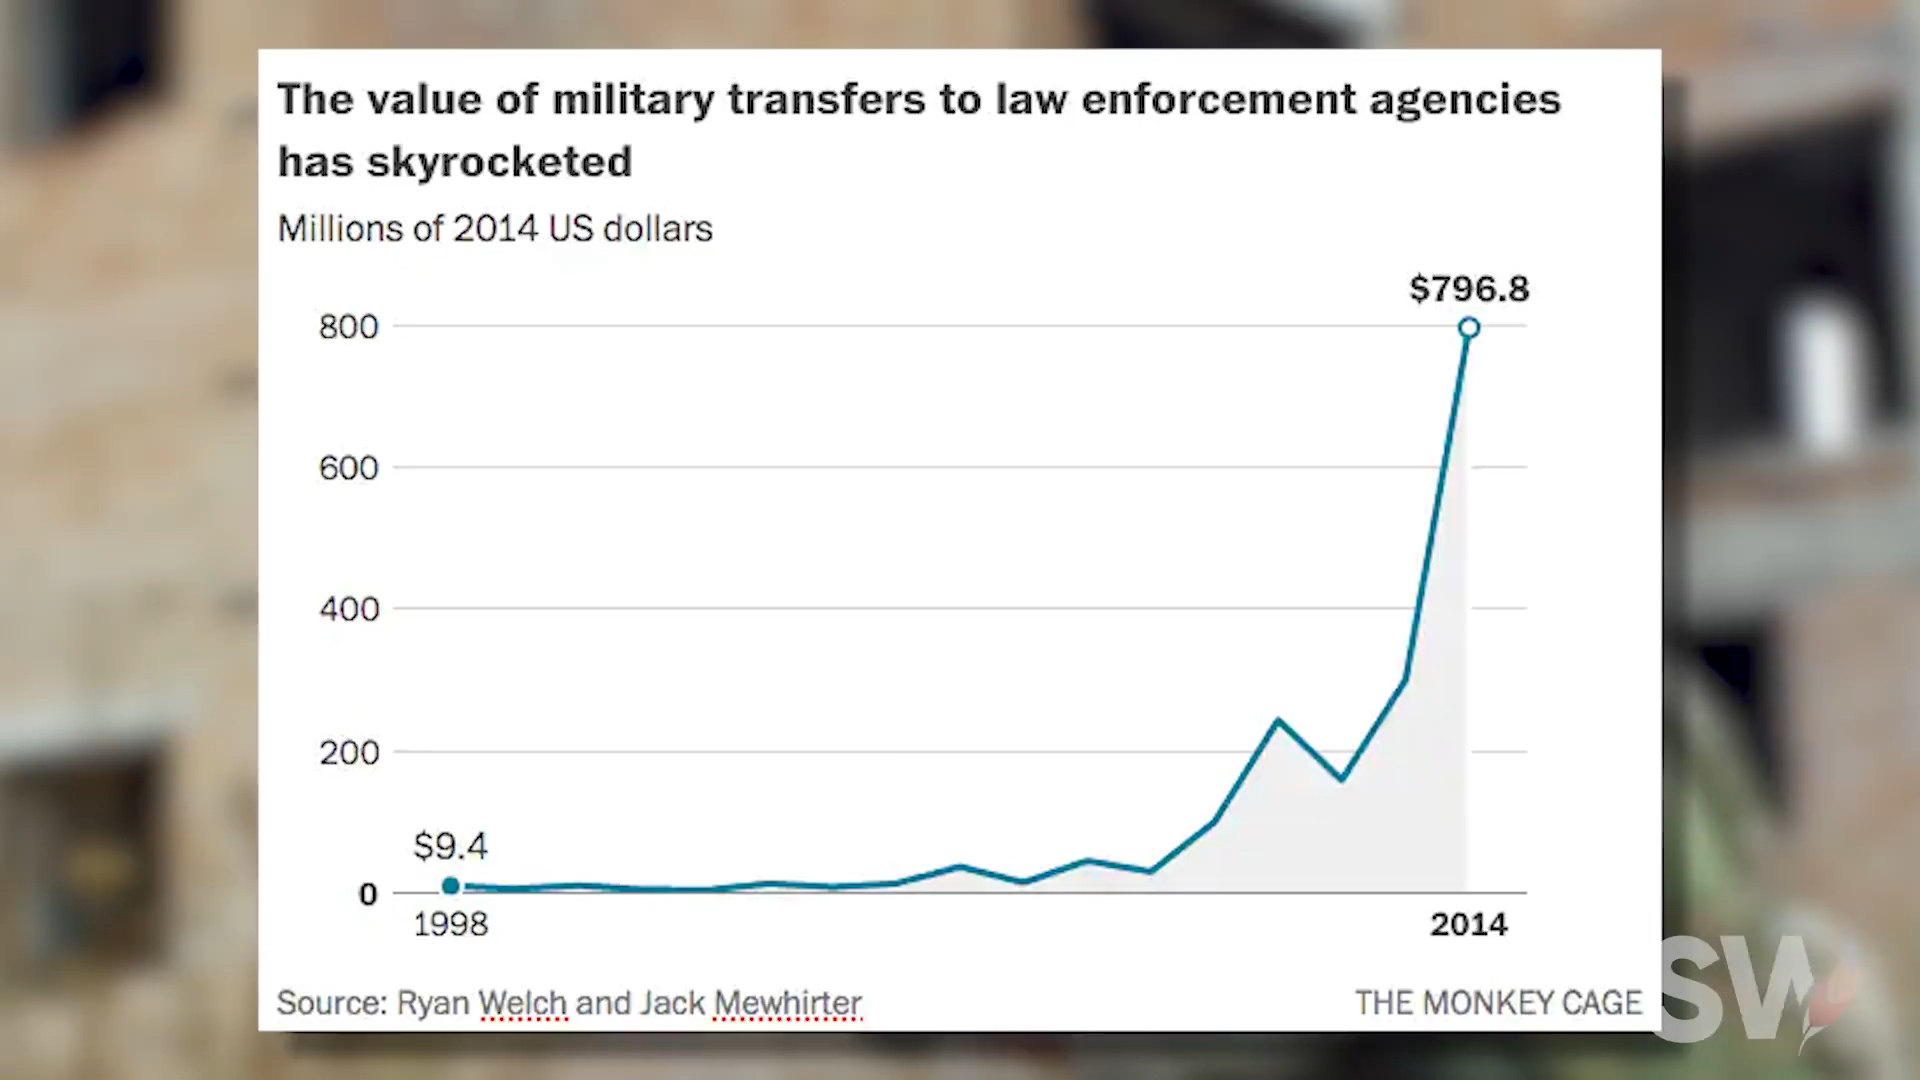 The value of military transfers to law enforcement agencies
has skyrocketed
Millions of 2014 US dollars
$796.8
800
600
400
200
$9.4
0
1998
2014
Source: Ryan Welch and Jack Mewhirter
THE MONKEY CAGE
SW